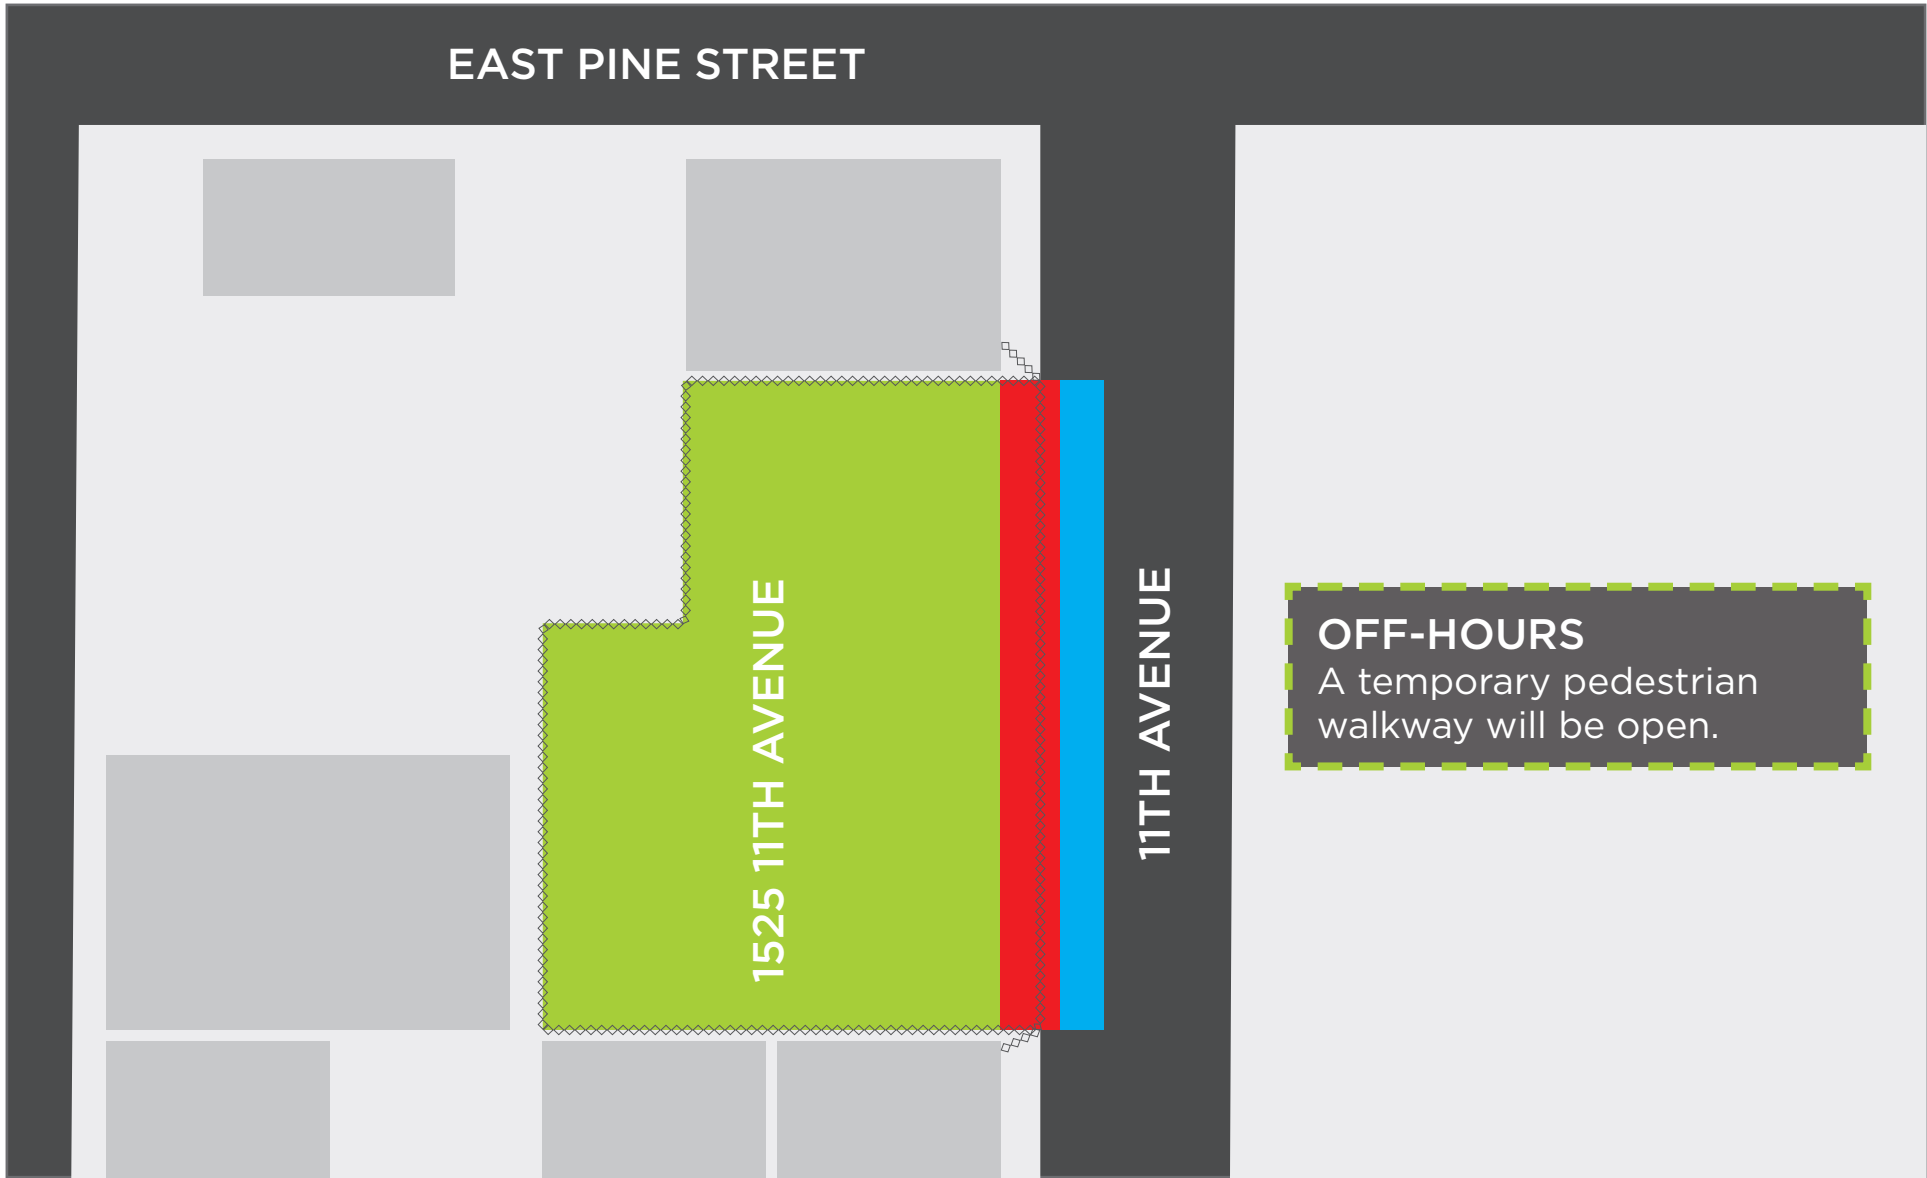 EAST PINE STREET
1525 11TH AVENUE
11TH AVENUE
OFF-HOURS
A temporary pedestrian
walkway will be open.